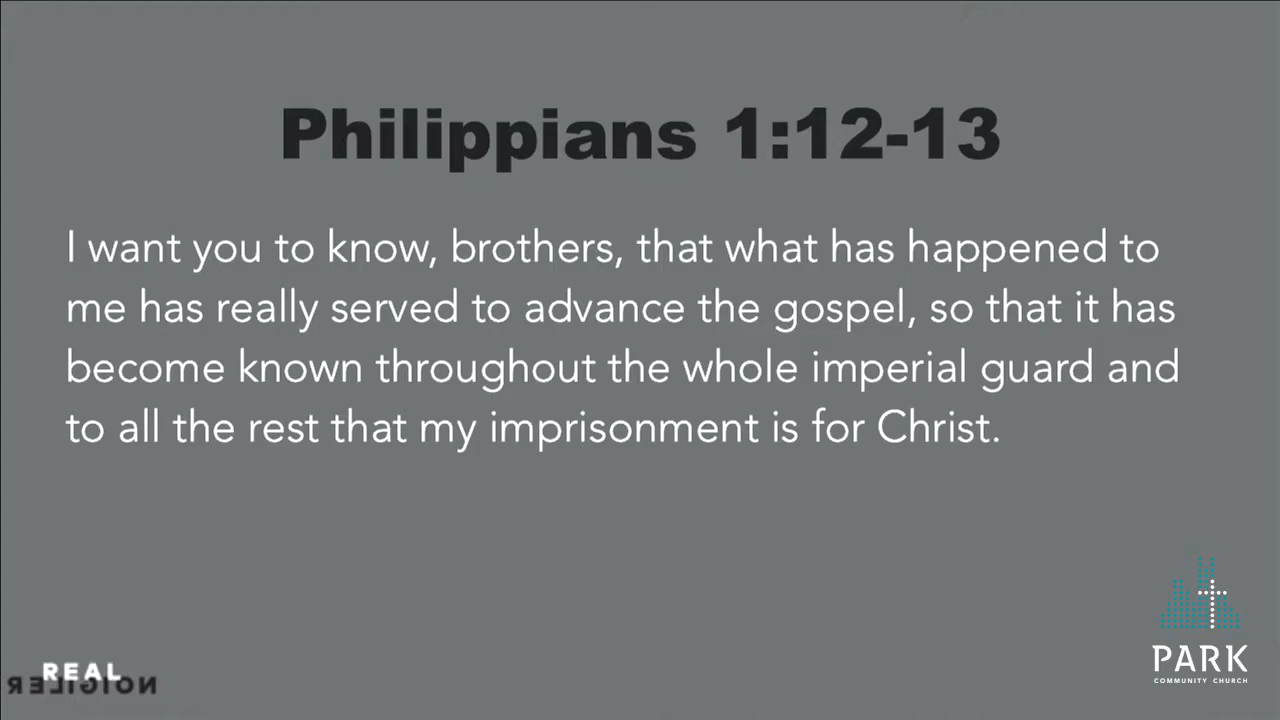 Philippians 1:12-13
I want you to know, brothers, that what has happened to
me has really served to advance the gospel, so that it has
become known throughout the whole imperial guard and
to all the rest that my imprisonment is for Christ.
REAL
NOIGILER
PARK
COMMUNITY CHURCH